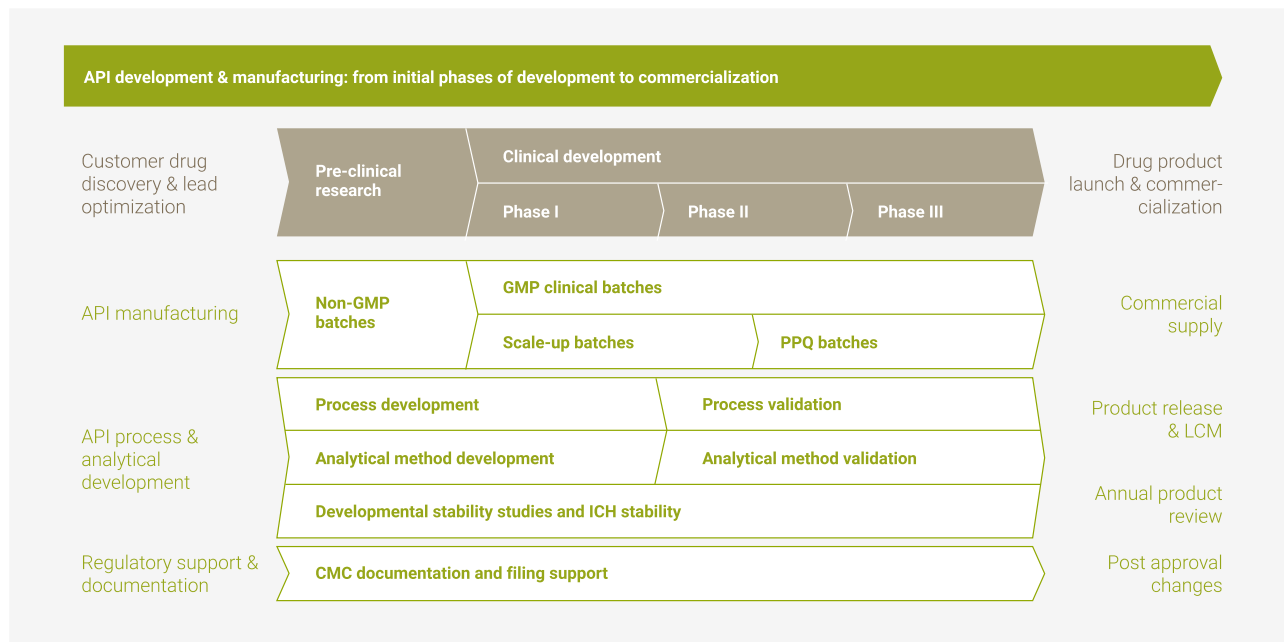 API development & manufacturing: from initial phases of development to commercialization
Customer drug
discovery & lead
optimization
Pre-clinical
research
Clinical development
Phase I
Phase II
Phase III
Drug product
launch & commer-
cialization
API manufacturing
Non-GMP
batches
GMP clinical batches
Scale-up batches
PPQ batches
Commercial
supply
API process &
analytical
development
Process development
Process validation
Analytical method development
Analytical method validation
Developmental stability studies and ICH stability
Product release
& LCM
Annual product
review
Regulatory support &
documentation
CMC documentation and filing support
Post approval
changes